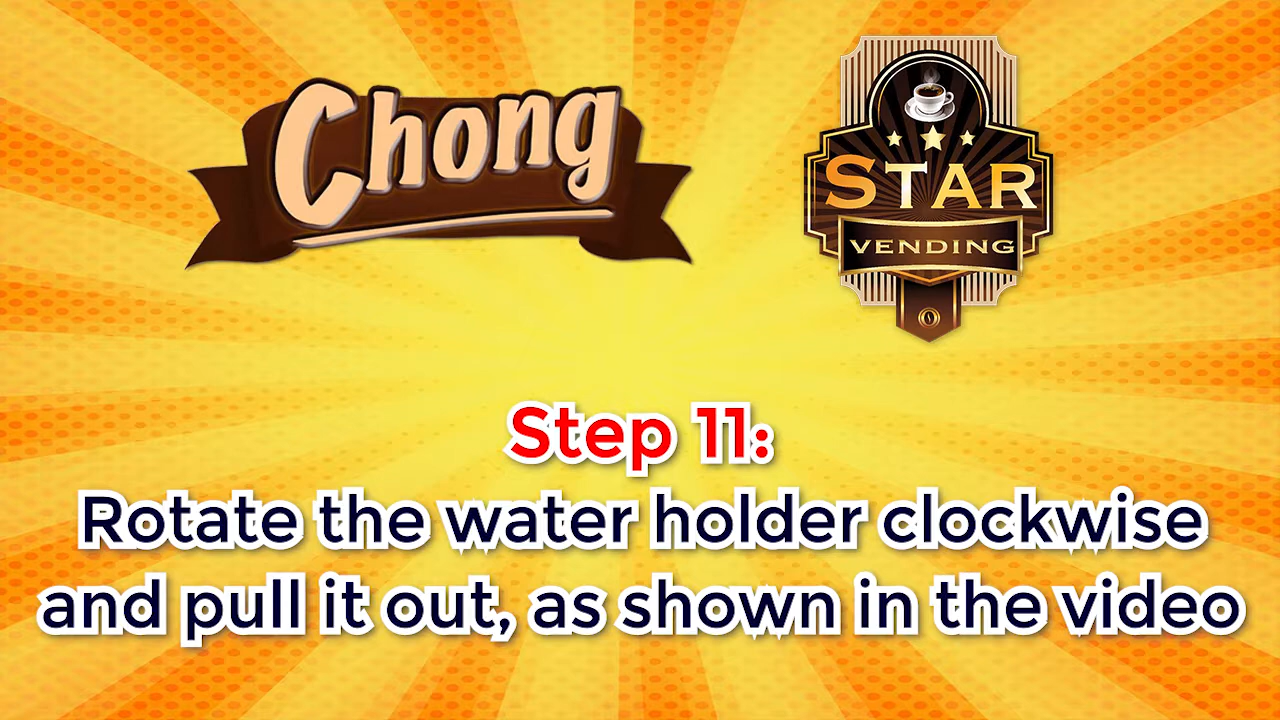 Chong
STAR
VENDING
Step 11:
Rotate the water holder clockwise
and pull it out, as shown in the video